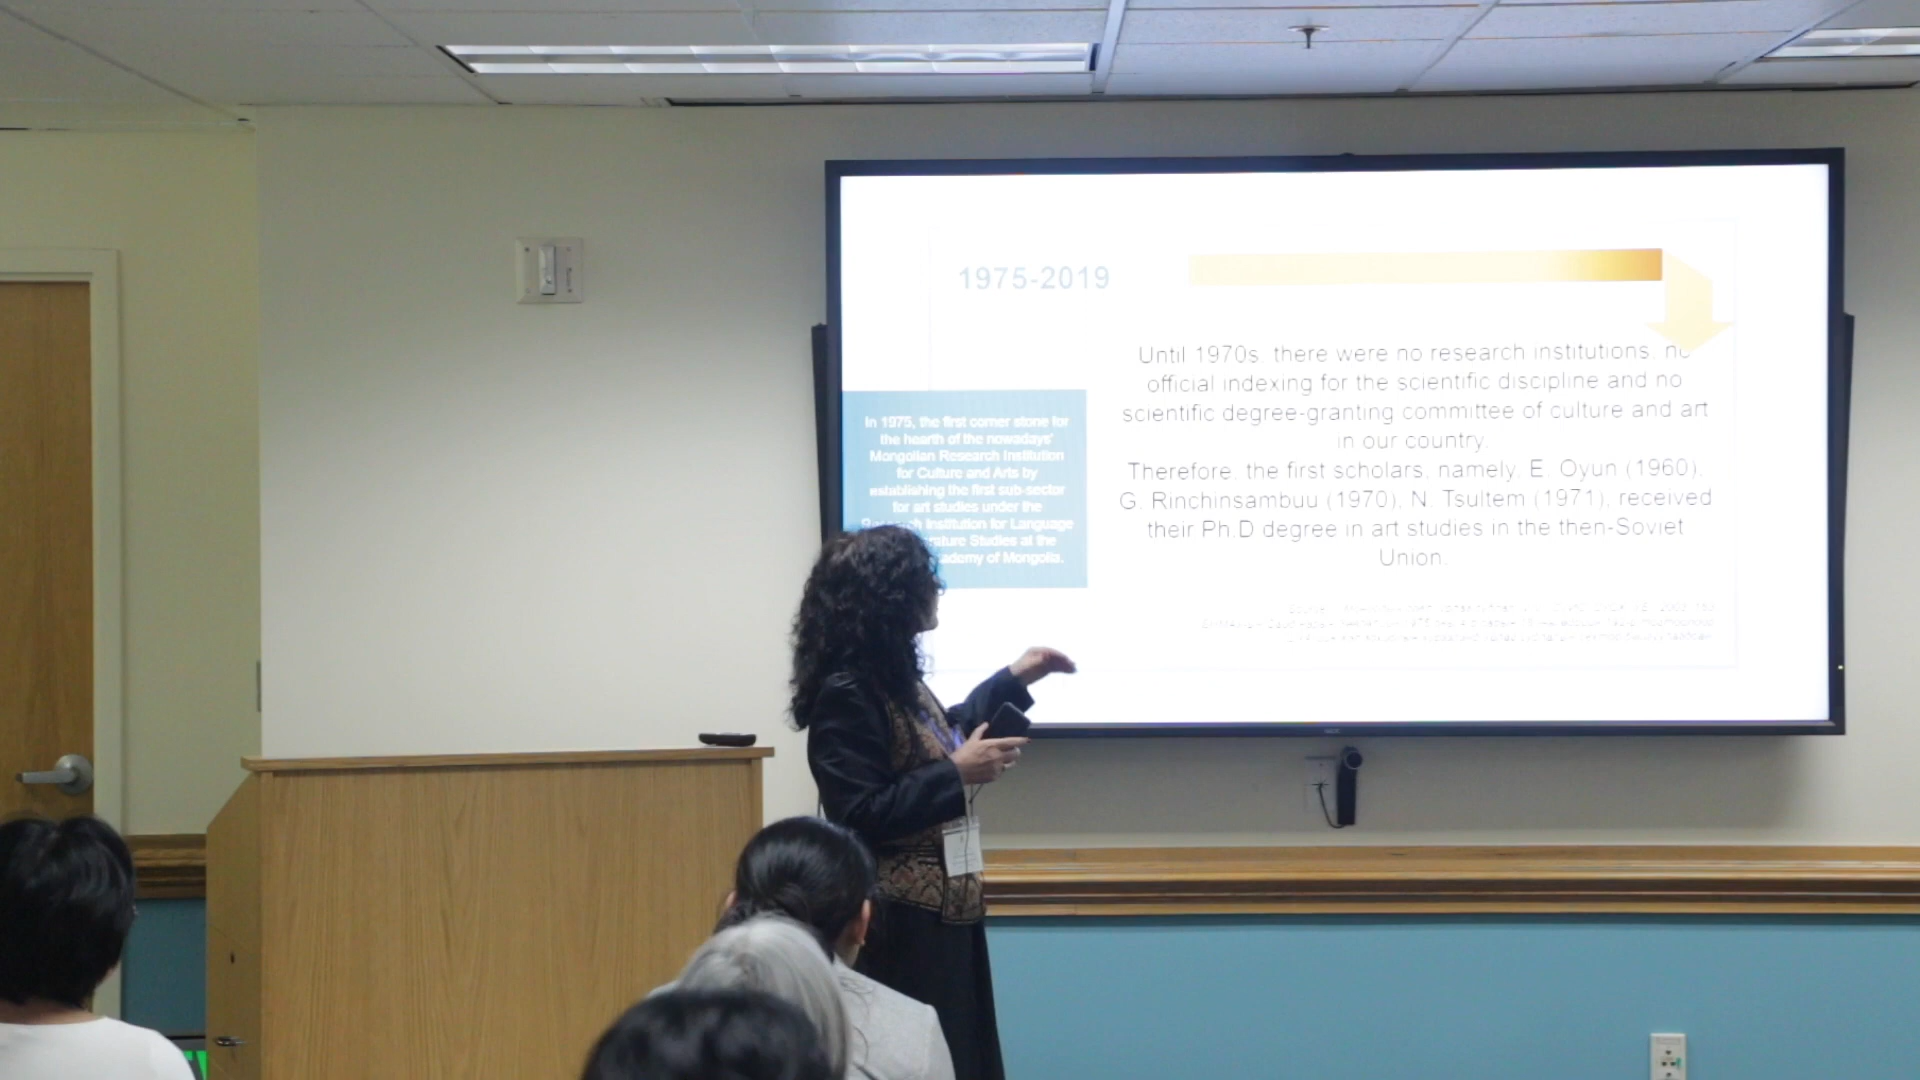 1975-2019
In 1975, the first corner stone for
the hearth of the nowadays'
Mongolian Research Institution
for Culture and Arts by
establishing the first sub-sector
for art studies under the
Research Institution for Language
Studies at the
of Mongolia.
Until 1970s, there were no research institutions, no
official indexing for the scientific discipline and no
scientific degree-granting committee of culture and art
in our country.
Therefore, the first scholars, namely, E. Oyun (1960),
G. Rinchinsambuu (1970), N. Tsultem (1971), received
their Ph.D degree in art studies in the then-Soviet
Union.